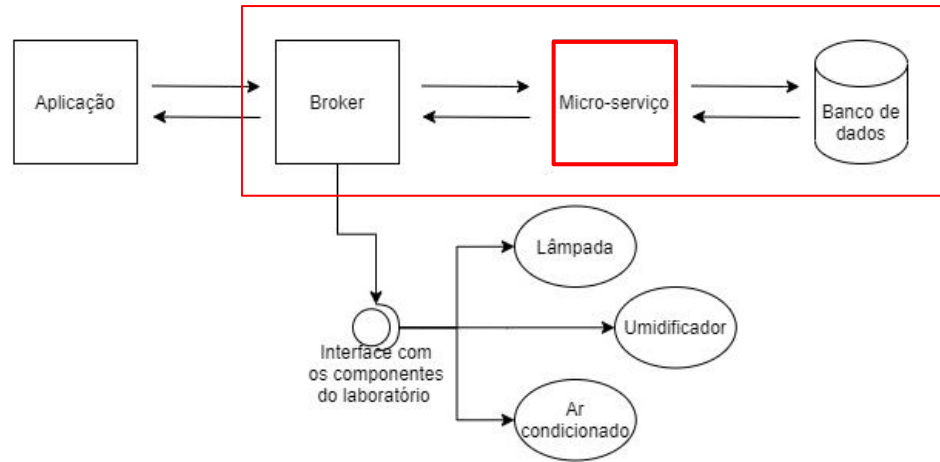 Aplicação
Broker
Micro-serviço
Banco de
dados
Lâmpada
Umidificador
Interface com
os componentes
do laboratório
Ar
condicionado